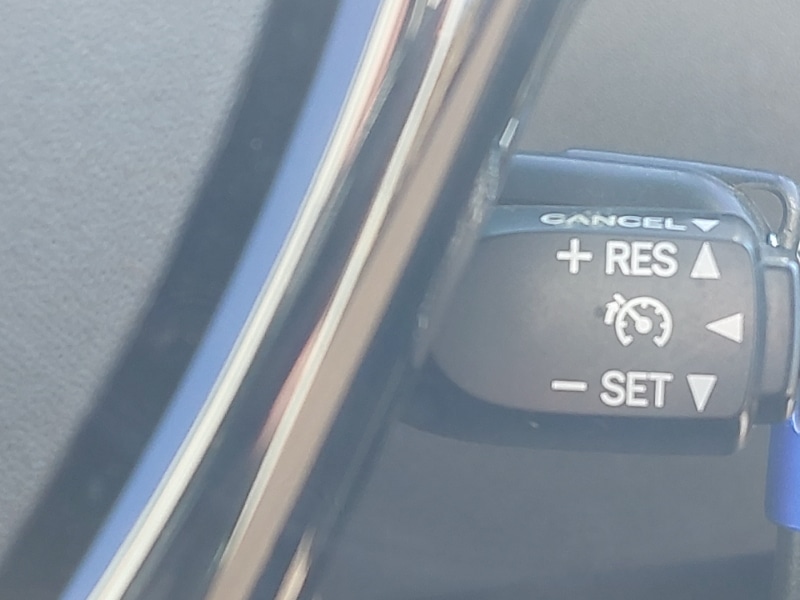 CANCEL ▼
+ RES ▲
◀
− SET ▼